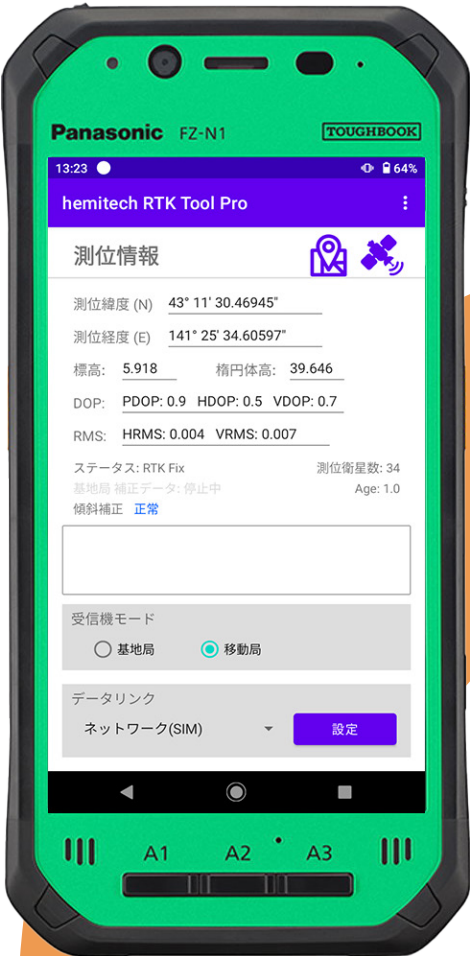 Panasonic FZ-N1 TOUGHBOOK
13:23 64%
hemitech RTK Tool Pro
測位情報
測位緯度 (N) 43° 11' 30.46945"
測位経度 (E) 141° 25' 34.60597"
標高: 5.918 楕円体高: 39.646
DOP: PDOP: 0.9 HDOP: 0.5 VDOP: 0.7
RMS: HRMS: 0.004 VRMS: 0.007
ステータス: RTK Fix 測位衛星数: 34
基地局 補正データ: 停止中 Age: 1.0
傾斜補正 正常
受信機モード
基地局 移動局
データリンク
ネットワーク(SIM) 設定
A1 A2 A3